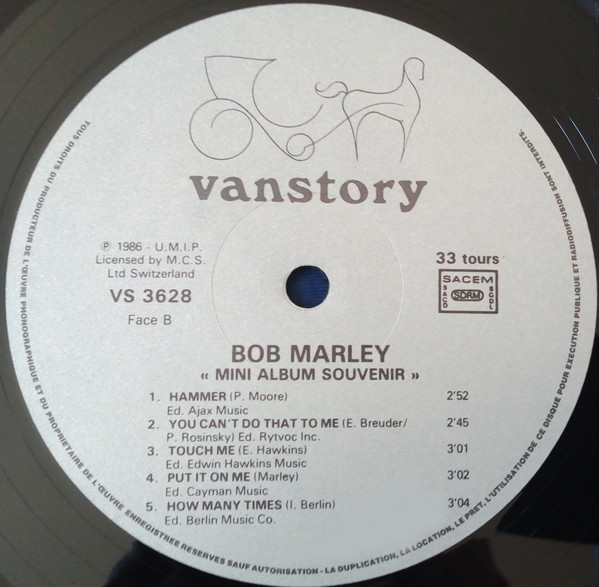 vanstory
℗ 1986 - U.M.I.P.
Licensed by M.C.S.
Ltd Switzerland
VS 3628
Face B
33 tours
SACEM
SACD SDRM SGDL
BOB MARLEY
« MINI ALBUM SOUVENIR »
1. HAMMER (P. Moore) 2'52
Ed. Ajax Music
2. YOU CAN'T DO THAT TO ME (E. Breuder/ 2'45
P. Rosinsky) Ed. Rytvoc Inc.
3. TOUCH ME (E. Hawkins) 3'01
Ed. Edwin Hawkins Music
4. PUT IT ON ME (Marley) 3'02
Ed. Cayman Music
5. HOW MANY TIMES (I. Berlin) 3'04
Ed. Berlin Music Co.
TOUS DROITS DU PRODUCTEUR DE L'ŒUVRE PHONOGRAPHIQUE ET DU PROPRIETAIRE DE L'ŒUVRE ENREGISTREE RESERVES SAUF AUTORISATION - LA DUPLICATION, LA LOCATION, LE PRET, L'UTILISATION DE CE DISQUE POUR EXECUTION PUBLIQUE ET RADIODIFFUSION SONT INTERDITS.